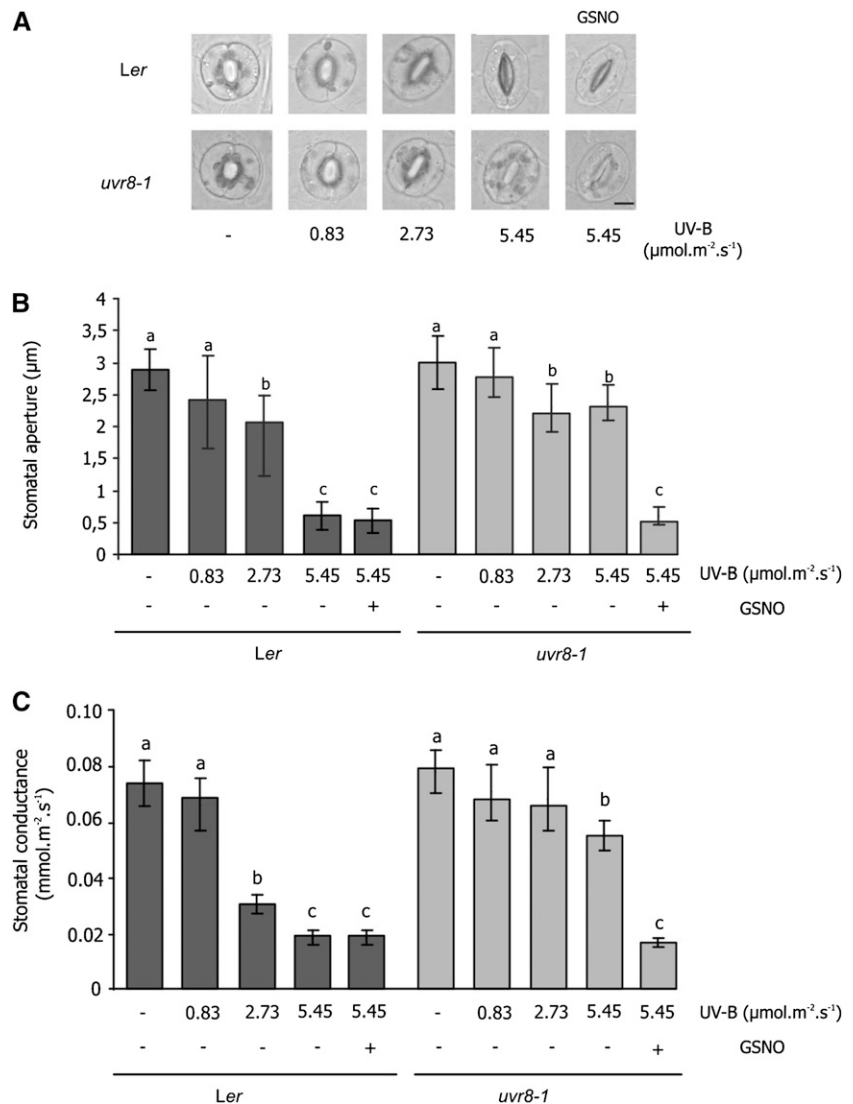 A
GSNO
Ler
uvr8-1
- 0.83 2.73 5.45 5.45 UV-B
(µmol.m⁻².s⁻¹)
B
Stomatal aperture (µm)
4
3,5
3
2,5
2
1,5
1
0,5
0
a a b c c a a b b c
- 0.83 2.73 5.45 5.45 - 0.83 2.73 5.45 5.45 UV-B (µmol.m⁻².s⁻¹)
- - - - + - - - - + GSNO
Ler uvr8-1
C
Stomatal conductance
(mmol.m⁻².s⁻¹)
0.10
0.08
0.06
0.04
0.02
0
a a b c c a a a b c
- 0.83 2.73 5.45 5.45 - 0.83 2.73 5.45 5.45 UV-B (µmol.m⁻².s⁻¹)
- - - - + - - - - + GSNO
Ler uvr8-1